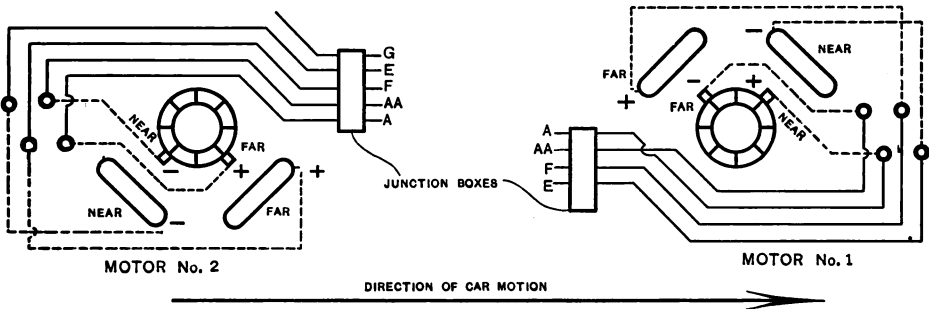 G
E
F
AA
A
NEAR
FAR
-
+
+
NEAR
-
FAR
MOTOR No. 2
JUNCTION BOXES
-
NEAR
FAR
+
-
+
FAR
NEAR
A
AA
F
E
MOTOR No. 1
DIRECTION OF CAR MOTION